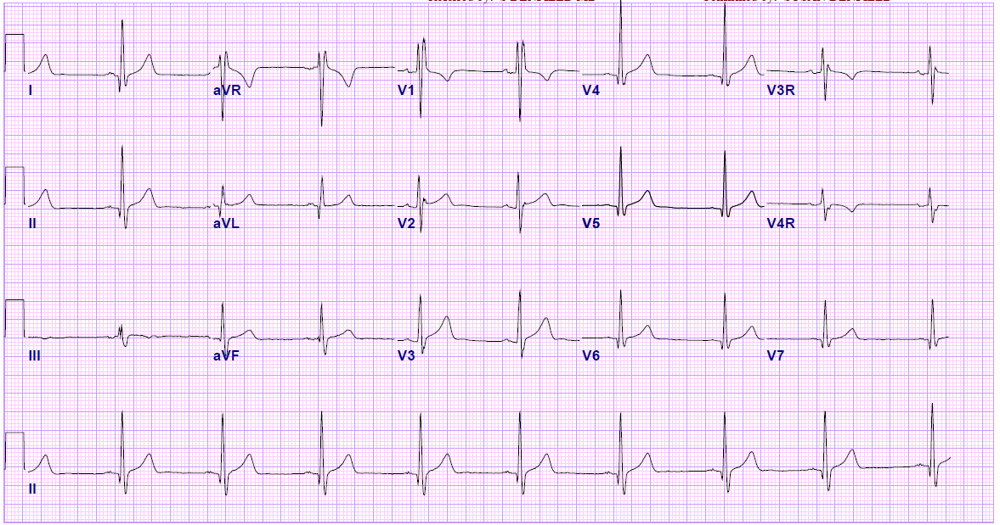 I aVR V1 V4 V3R
II aVL V2 V5 V4R
III aVF V3 V6 V7
II